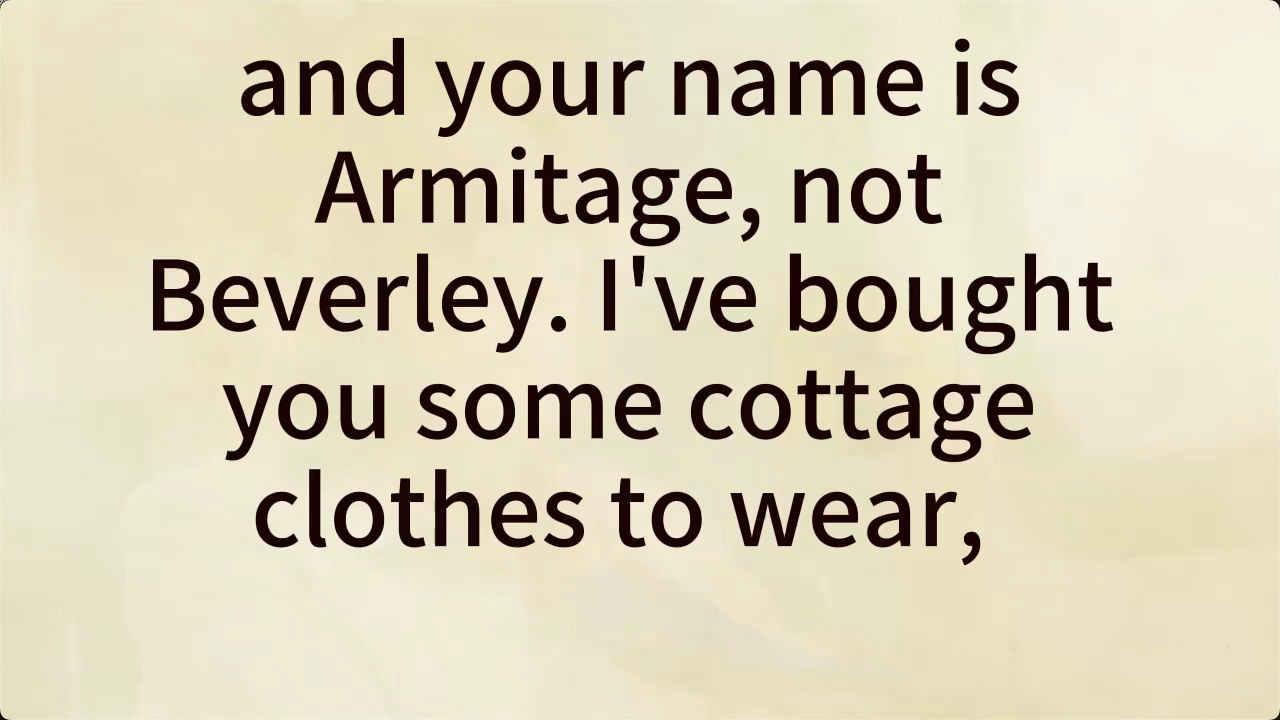 and your name is
Armitage, not
Beverley. I've bought
you some cottage
clothes to wear,